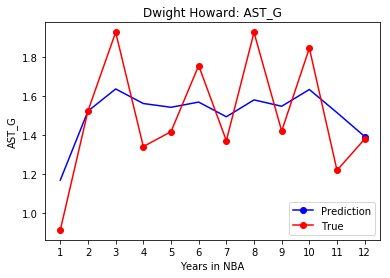 Dwight Howard: AST_G
AST_G
1.8
1.6
1.4
1.2
1.0
Prediction
True
1 2 3 4 5 6 7 8 9 10 11 12
Years in NBA